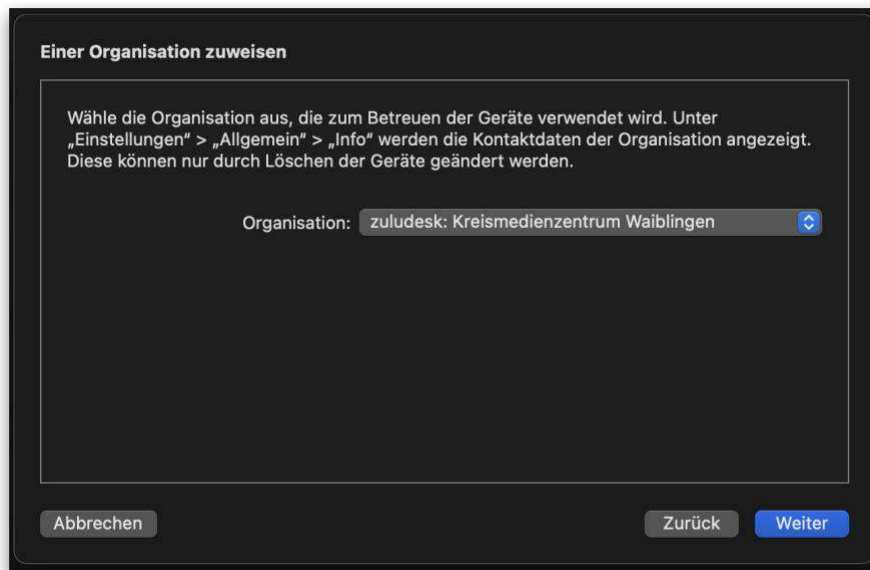 Einer Organisation zuweisen
Wähle die Organisation aus, die zum Betreuen der Geräte verwendet wird. Unter
„Einstellungen“ > „Allgemein“ > „Info“ werden die Kontaktdaten der Organisation angezeigt.
Diese können nur durch Löschen der Geräte geändert werden.
Organisation: zuludesk: Kreismedienzentrum Waiblingen
Abbrechen Zurück Weiter